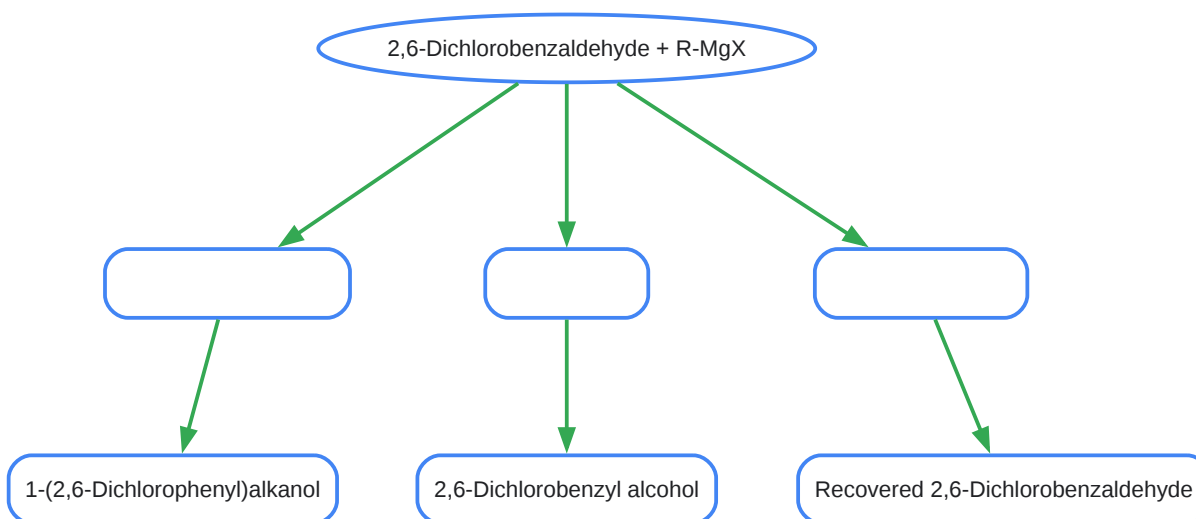 2,6-Dichlorobenzaldehyde + R-MgX
1-(2,6-Dichlorophenyl)alkanol
2,6-Dichlorobenzyl alcohol
Recovered 2,6-Dichlorobenzaldehyde